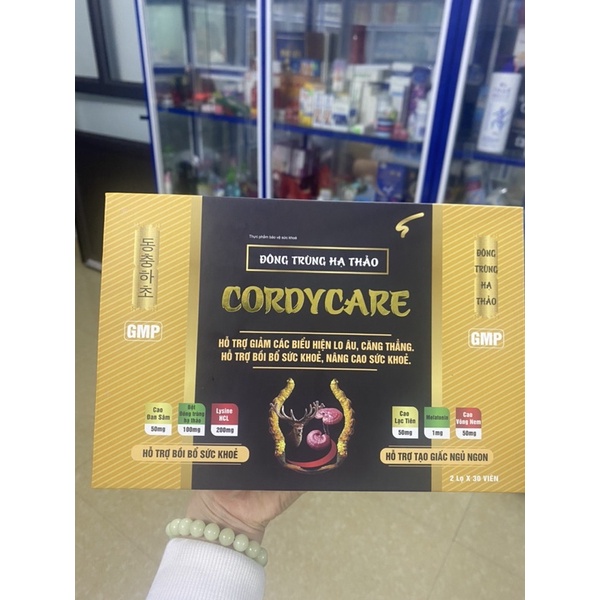 Thực phẩm bảo vệ sức khoẻ
ĐÔNG TRÙNG HẠ THẢO
CORDYCARE
HỖ TRỢ GIẢM CÁC BIỂU HIỆN LO ÂU, CĂNG THẲNG.
HỖ TRỢ BỒI BỔ SỨC KHOẺ, NÂNG CAO SỨC KHOẺ.
동충하초
GMP
Cao
Đan Sâm
50mg
Bột
Đông trùng
Hạ thảo
100mg
Lysine
HCL
200mg
HỖ TRỢ BỒI BỔ SỨC KHOẺ
ĐÔNG
TRÙNG
HẠ
THẢO
GMP
Cao
Lạc Tiên
50mg
Melatonin
1mg
Cao
Vông Nem
50mg
HỖ TRỢ TẠO GIẤC NGỦ NGON
2 Lọ X 30 VIÊN